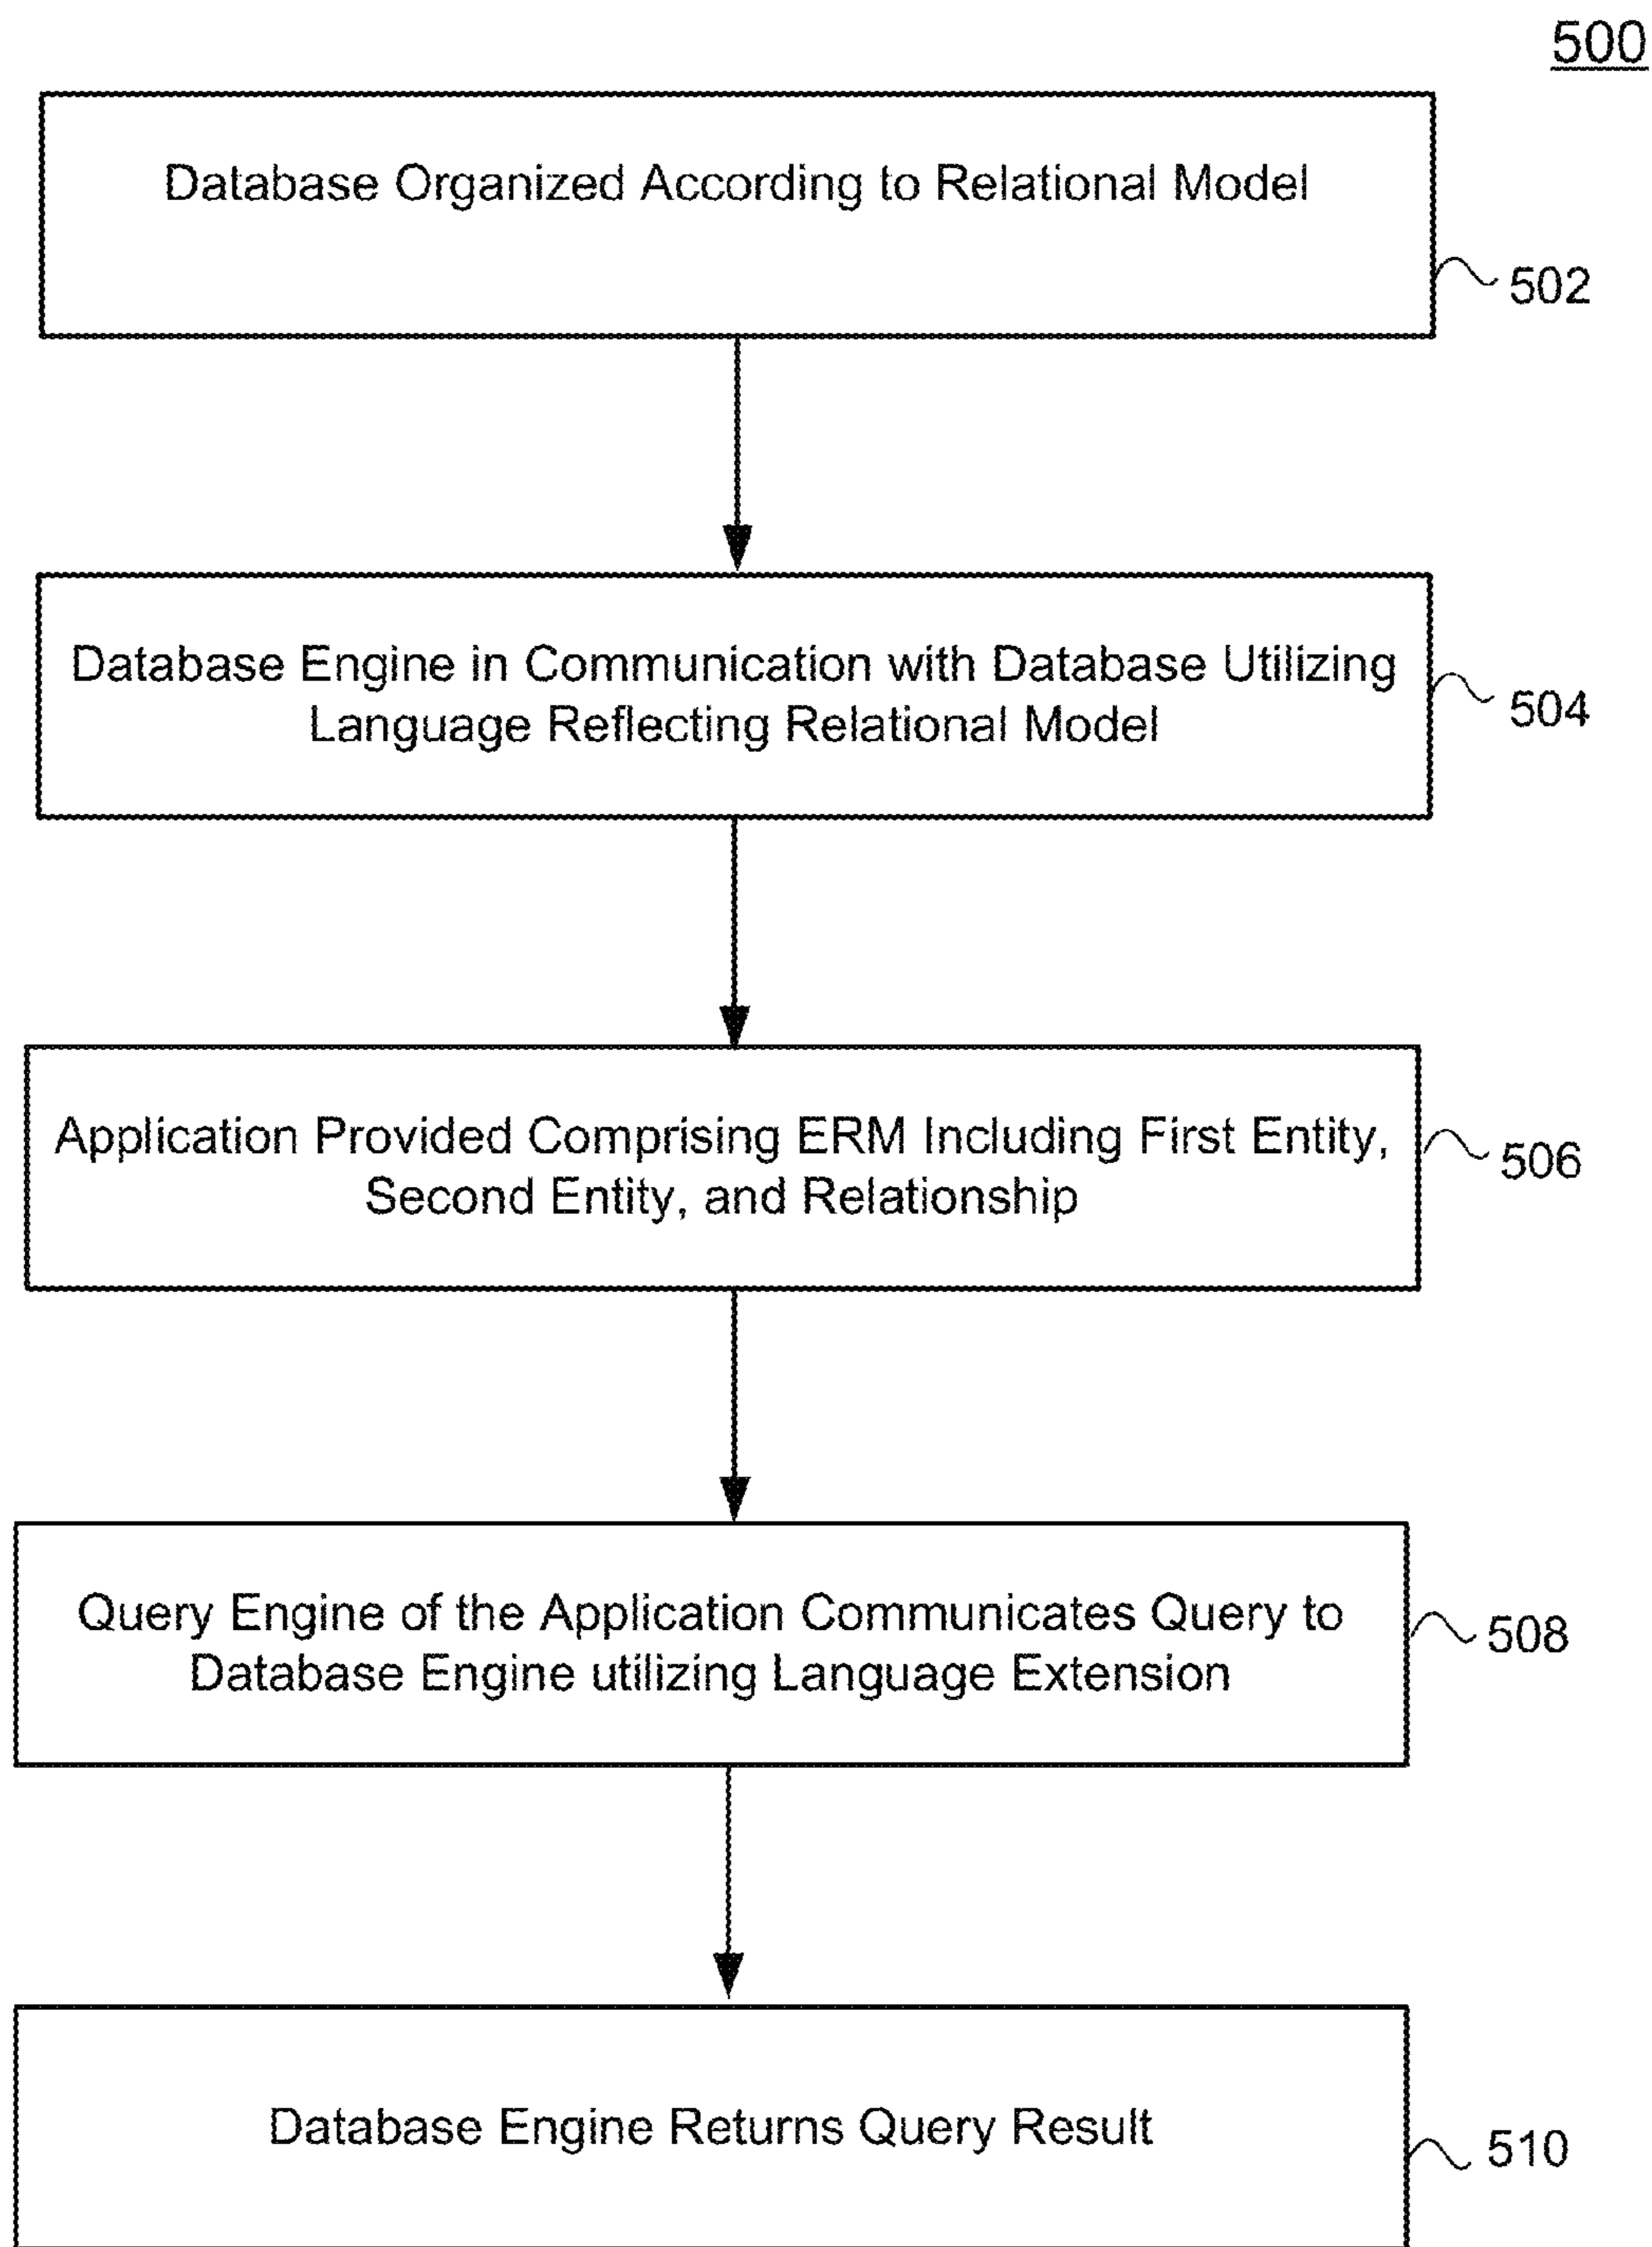 500
Database Organized According to Relational Model
502
Database Engine in Communication with Database Utilizing
Language Reflecting Relational Model
504
Application Provided Comprising ERM Including First Entity,
Second Entity, and Relationship
506
Query Engine of the Application Communicates Query to
Database Engine utilizing Language Extension
508
Database Engine Returns Query Result
510